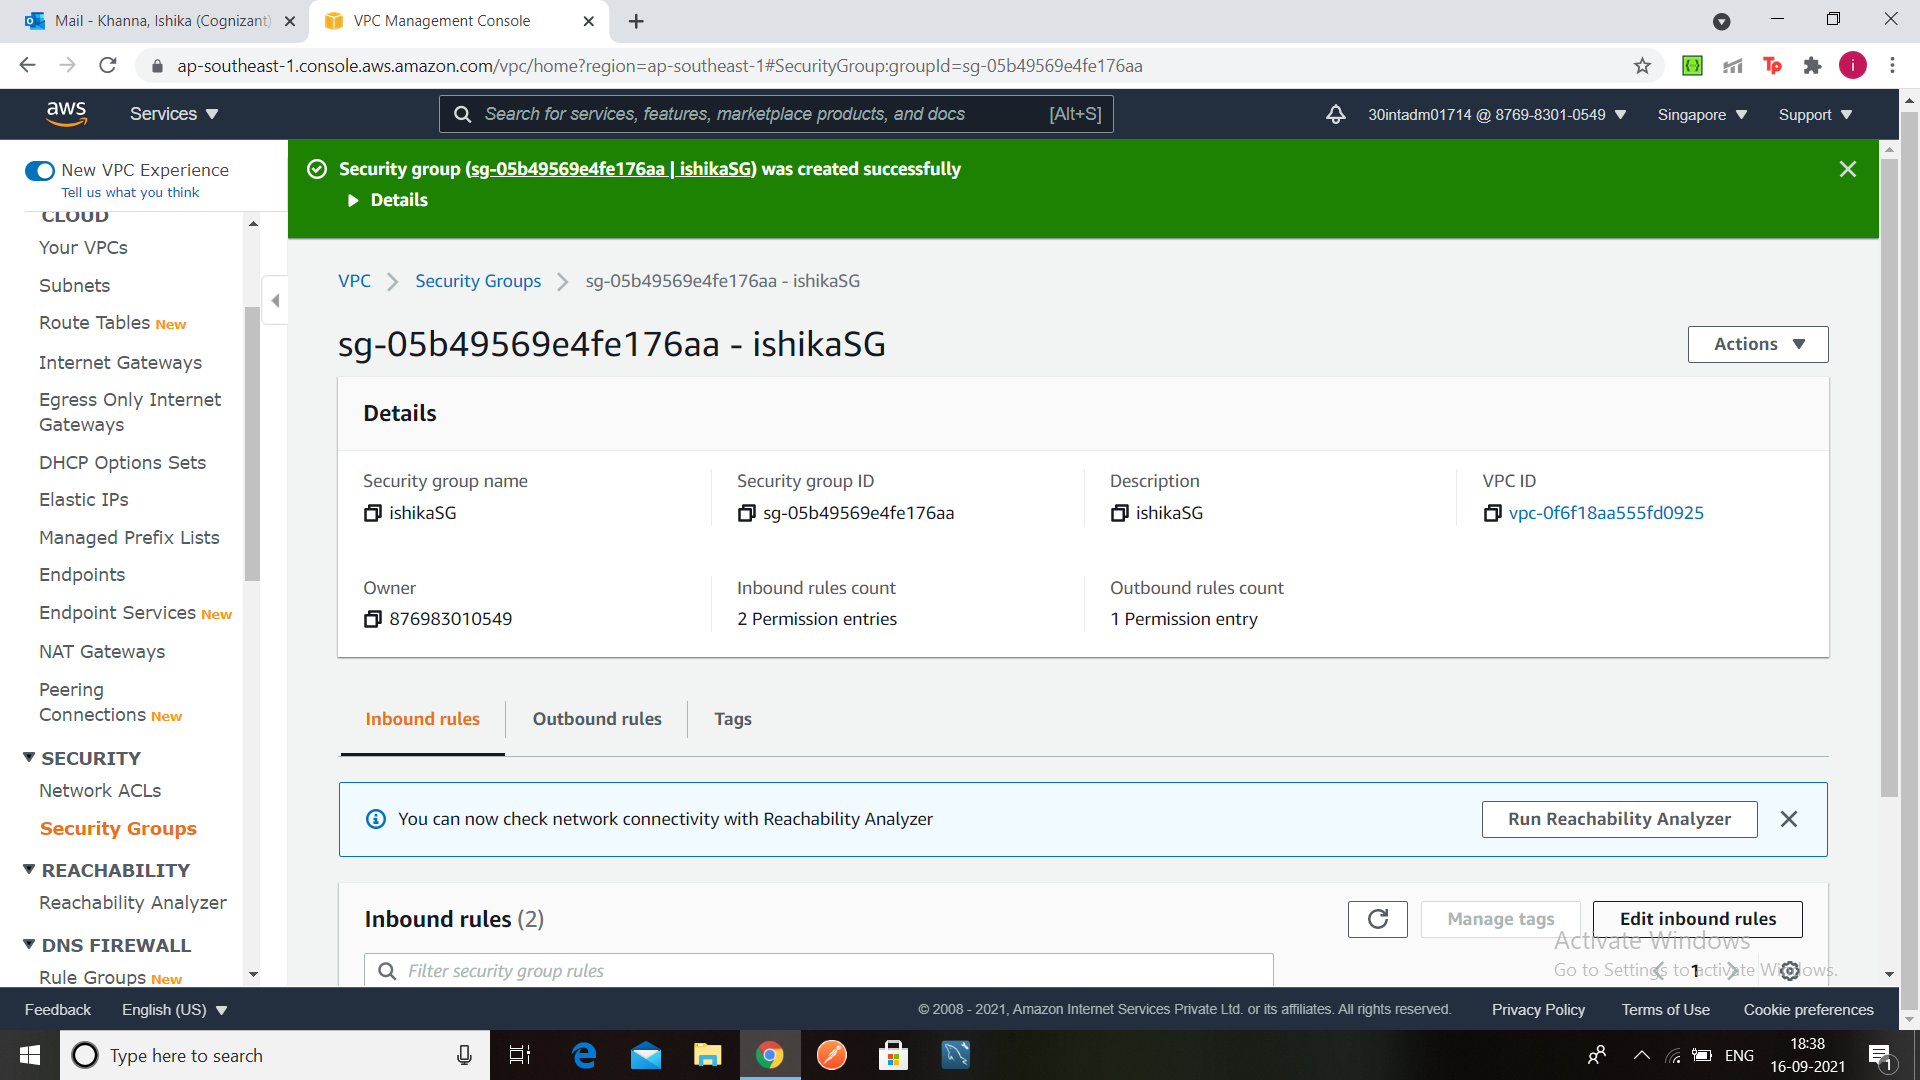 Mail - Khanna, Ishika (Cognizant)
VPC Management Console
ap-southeast-1.console.aws.amazon.com/vpc/home?region=ap-southeast-1#SecurityGroup:groupId=sg-05b49569e4fe176aa
Tp
i
aws
Services
Search for services, features, marketplace products, and docs [Alt+S]
30intadm01714 @ 8769-8301-0549
Singapore
Support
New VPC Experience
Tell us what you think
CLOUD
Your VPCs
Subnets
Route Tables New
Internet Gateways
Egress Only Internet
Gateways
DHCP Options Sets
Elastic IPs
Managed Prefix Lists
Endpoints
Endpoint Services New
NAT Gateways
Peering
Connections New
SECURITY
Network ACLs
Security Groups
REACHABILITY
Reachability Analyzer
DNS FIREWALL
Rule Groups New
Security group (sg-05b49569e4fe176aa | ishikaSG) was created successfully
Details
VPC
Security Groups
sg-05b49569e4fe176aa - ishikaSG
sg-05b49569e4fe176aa - ishikaSG
Actions
Details
Security group name
ishikaSG
Security group ID
sg-05b49569e4fe176aa
Description
ishikaSG
VPC ID
vpc-0f6f18aa555fd0925
Owner
876983010549
Inbound rules count
2 Permission entries
Outbound rules count
1 Permission entry
Inbound rules
Outbound rules
Tags
You can now check network connectivity with Reachability Analyzer
Run Reachability Analyzer
Inbound rules (2)
Manage tags
Edit inbound rules
Filter security group rules
1
Activate Windows
Go to Settings to activate Windows.
Feedback
English (US)
© 2008 - 2021, Amazon Internet Services Private Ltd. or its affiliates. All rights reserved.
Privacy Policy
Terms of Use
Cookie preferences
Type here to search
ENG
18:38
16-09-2021
1